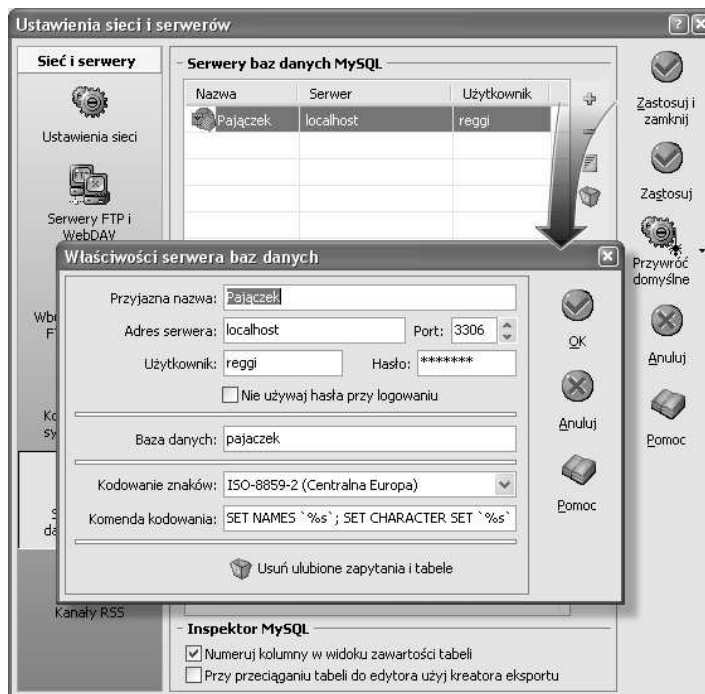 Ustawienia sieci i serwerów
Sieć i serwery
Ustawienia sieci
Serwery FTP i
WebDAV
Kanały RSS
Serwery baz danych MySQL
Nazwa Serwer Użytkownik
Pajączek localhost reggi
Zastosuj i
zamknij
Zastosuj
Przywróć
domyślne
Anuluj
Pomoc
Właściwości serwera baz danych
Przyjazna nazwa: Pajączek
Adres serwera: localhost Port: 3306
Użytkownik: reggi Hasło: *******
Nie używaj hasła przy logowaniu
Baza danych: pajaczek
Kodowanie znaków: ISO-8859-2 (Centralna Europa)
Komenda kodowania: SET NAMES `%s`; SET CHARACTER SET `%s`
Usuń ulubione zapytania i tabele
OK
Anuluj
Pomoc
Inspektor MySQL
Numeruj kolumny w widoku zawartości tabeli
Przy przeciąganiu tabeli do edytora użyj kreatora eksportu